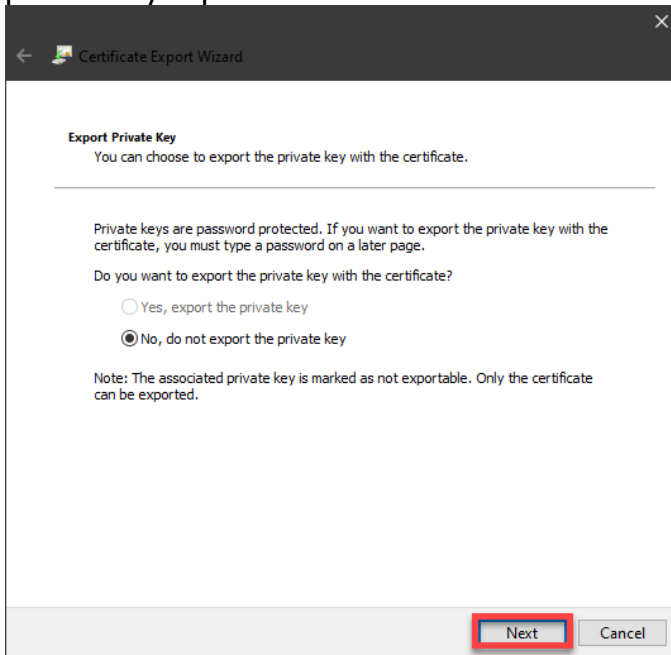 Certificate Export Wizard
Export Private Key
You can choose to export the private key with the certificate.
Private keys are password protected. If you want to export the private key with the
certificate, you must type a password on a later page.
Do you want to export the private key with the certificate?
Yes, export the private key
No, do not export the private key
Note: The associated private key is marked as not exportable. Only the certificate
can be exported.
Next Cancel